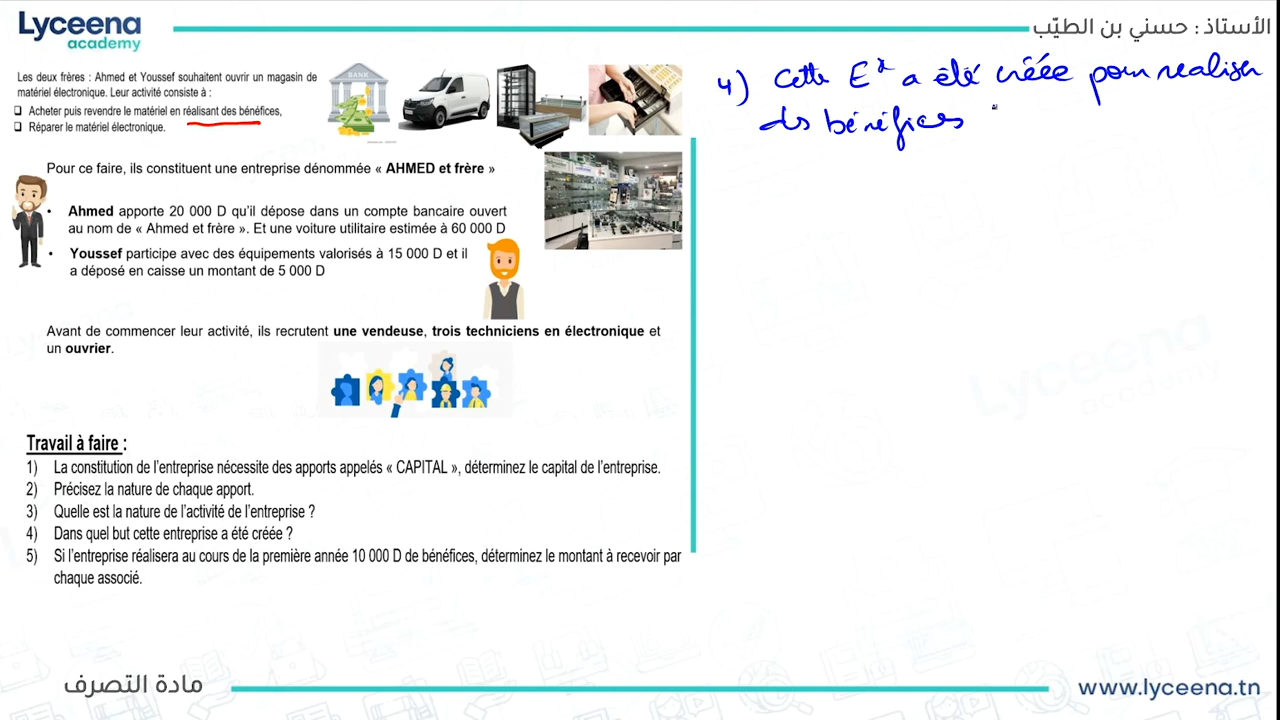 Lyceena
academy
الأستاذ : حسني بن الطيّب
Les deux frères : Ahmed et Youssef souhaitent ouvrir un magasin de
matériel électronique. Leur activité consiste à :
❑ Acheter puis revendre le matériel en réalisant des bénéfices,
❑ Réparer le matériel électronique.
BANK
Pour ce faire, ils constituent une entreprise dénommée « AHMED et frère »
• Ahmed apporte 20 000 D qu'il dépose dans un compte bancaire ouvert
au nom de « Ahmed et frère ». Et une voiture utilitaire estimée à 60 000 D
• Youssef participe avec des équipements valorisés à 15 000 D et il
a déposé en caisse un montant de 5 000 D
Avant de commencer leur activité, ils recrutent une vendeuse, trois techniciens en électronique et
un ouvrier.
Travail à faire :
1) La constitution de l'entreprise nécessite des apports appelés « CAPITAL », déterminez le capital de l'entreprise.
2) Précisez la nature de chaque apport.
3) Quelle est la nature de l'activité de l'entreprise ?
4) Dans quel but cette entreprise a été créée ?
5) Si l'entreprise réalisera au cours de la première année 10 000 D de bénéfices, déterminez le montant à recevoir par
chaque associé.
4) Cette Ese a été créée pour realiser
des bénéfices
Lyceena
academy
مادة التصرف
www.lyceena.tn